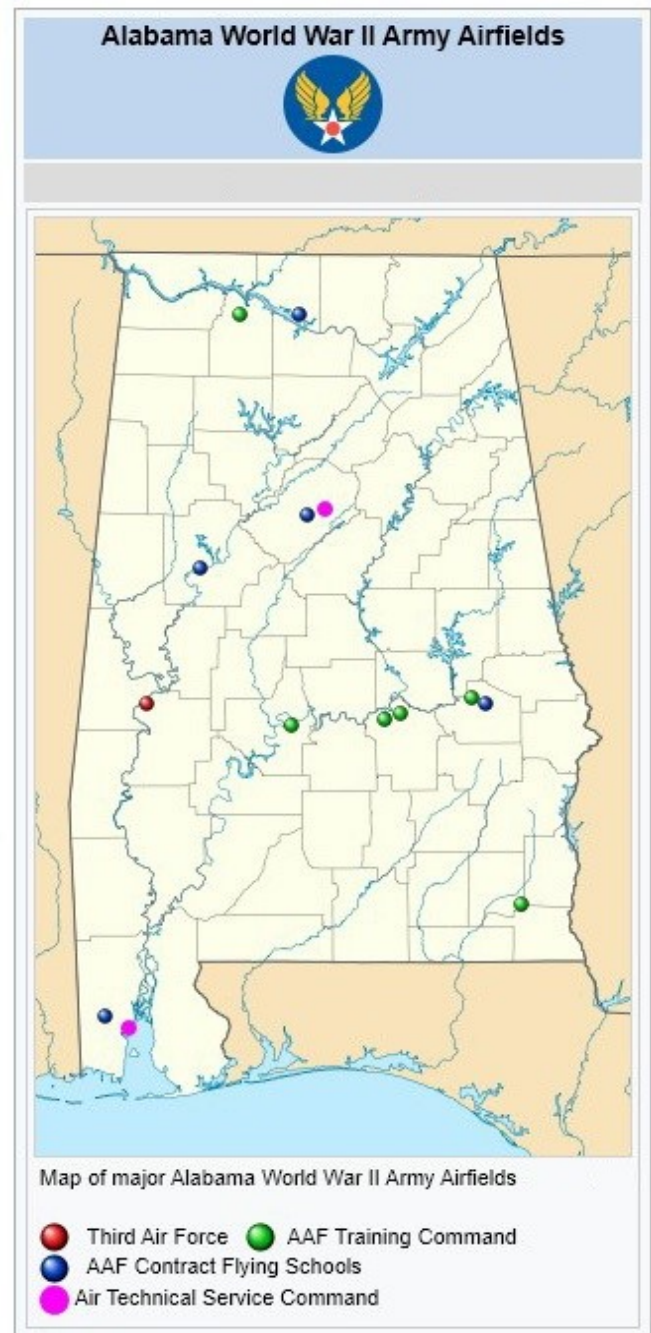 Alabama World War II Army Airfields
Map of major Alabama World War II Army Airfields
Third Air Force AAF Training Command
AAF Contract Flying Schools
Air Technical Service Command